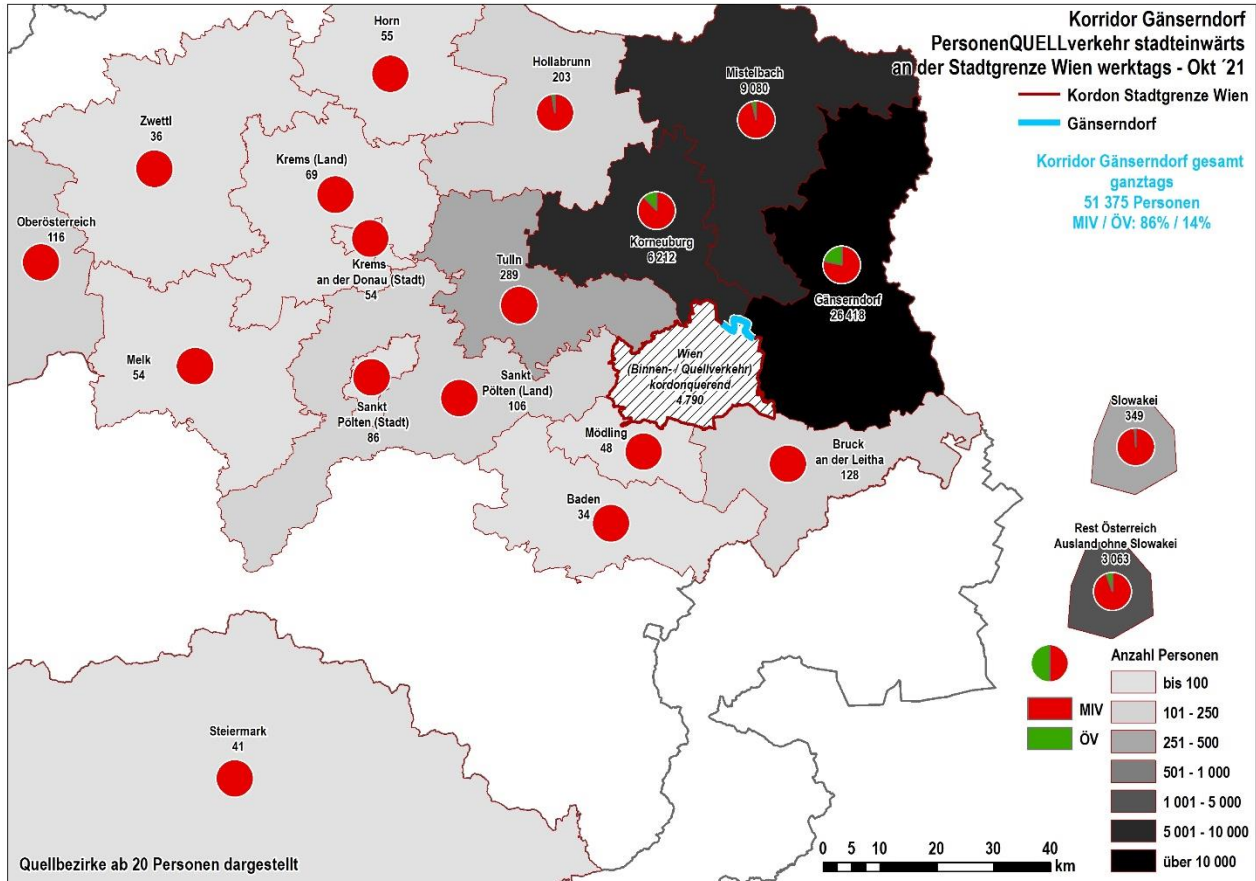 Korridor Gänserndorf
PersonenQUELLverkehr stadteinwärts
an der Stadtgrenze Wien werktags - Okt ´21
Kordon Stadtgrenze Wien
Gänserndorf
Korridor Gänserndorf gesamt
ganztags
51 375 Personen
MIV / ÖV: 86% / 14%
Horn
55
Hollabrunn
203
Mistelbach
9 080
Zwettl
36
Krems (Land)
69
Oberösterreich
116
Krems
an der Donau (Stadt)
54
Korneuburg
6 212
Tulln
289
Gänserndorf
26 418
Melk
54
Wien
(Binnen- / Quellverkehr)
kordonquerend
4 790
Sankt
Pölten (Stadt)
86
Sankt
Pölten (Land)
106
Mödling
48
Bruck
an der Leitha
128
Baden
34
Slowakei
349
Rest Österreich
Ausland ohne Slowakei
3 063
Steiermark
41
MIV
ÖV
Anzahl Personen
bis 100
101 - 250
251 - 500
501 - 1 000
1 001 - 5 000
5 001 - 10 000
über 10 000
Quellbezirke ab 20 Personen dargestellt
0 5 10 20 30 40
km